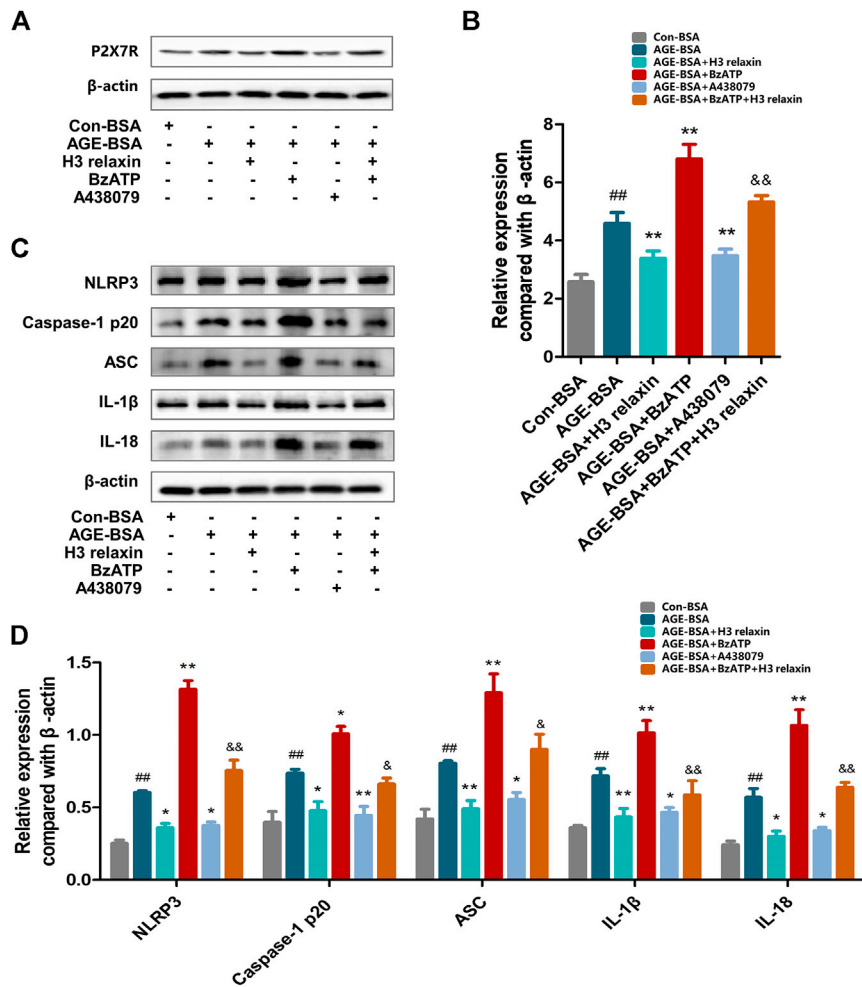 A
P2X7R
β-actin
Con-BSA + - - - - -
AGE-BSA - + + + + +
H3 relaxin - - + - - +
BzATP - - - + - +
A438079 - - - - + -
B
Con-BSA
AGE-BSA
AGE-BSA+H3 relaxin
AGE-BSA+BzATP
AGE-BSA+A438079
AGE-BSA+BzATP+H3 relaxin
Relative expression
compared with β -actin
8
6
4
2
0
##
**
**
**
&&
Con-BSA
AGE-BSA
AGE-BSA+H3 relaxin
AGE-BSA+BzATP
AGE-BSA+A438079
AGE-BSA+BzATP+H3 relaxin
C
NLRP3
Caspase-1 p20
ASC
IL-1β
IL-18
β-actin
Con-BSA + - - - - -
AGE-BSA - + + + + +
H3 relaxin - - + - - +
BzATP - - - + - +
A438079 - - - - + -
D
Con-BSA
AGE-BSA
AGE-BSA+H3 relaxin
AGE-BSA+BzATP
AGE-BSA+A438079
AGE-BSA+BzATP+H3 relaxin
Relative expression
compared with β -actin
1.5
1.0
0.5
0.0
## * ** * &&
## * * ** &
## ** ** * &
## ** ** * &&
## * ** * &&
NLRP3
Caspase-1 p20
ASC
IL-1β
IL-18